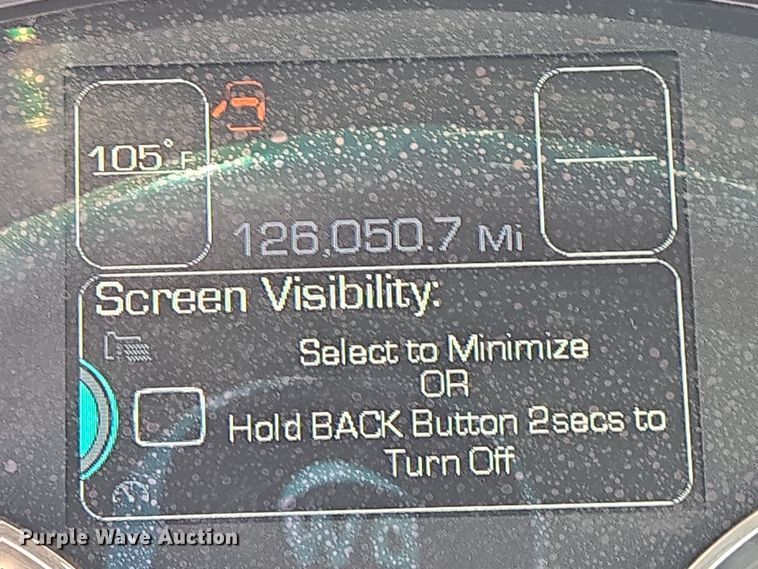 105°F
126,050.7 Mi
Screen Visibility:
Select to Minimize
OR
Hold BACK Button 2secs to
Turn Off
Purple Wave Auction